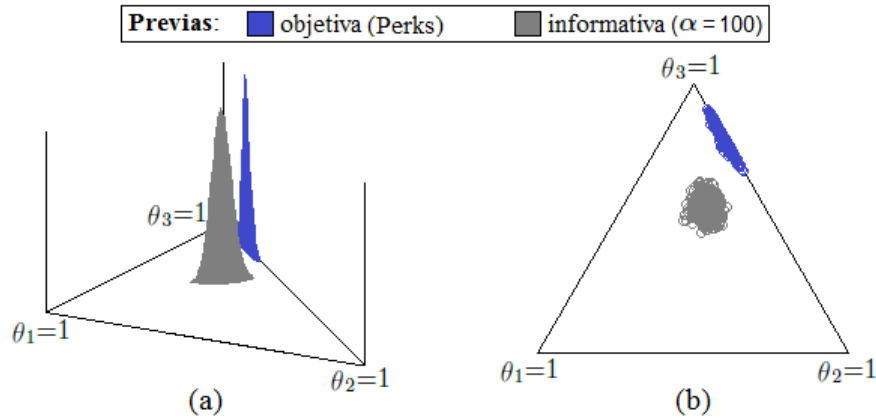 Previas: objetiva (Perks) informativa (α = 100)
θ₃=1
θ₃=1
θ₁=1
θ₂=1
θ₁=1
θ₂=1
(a)
(b)